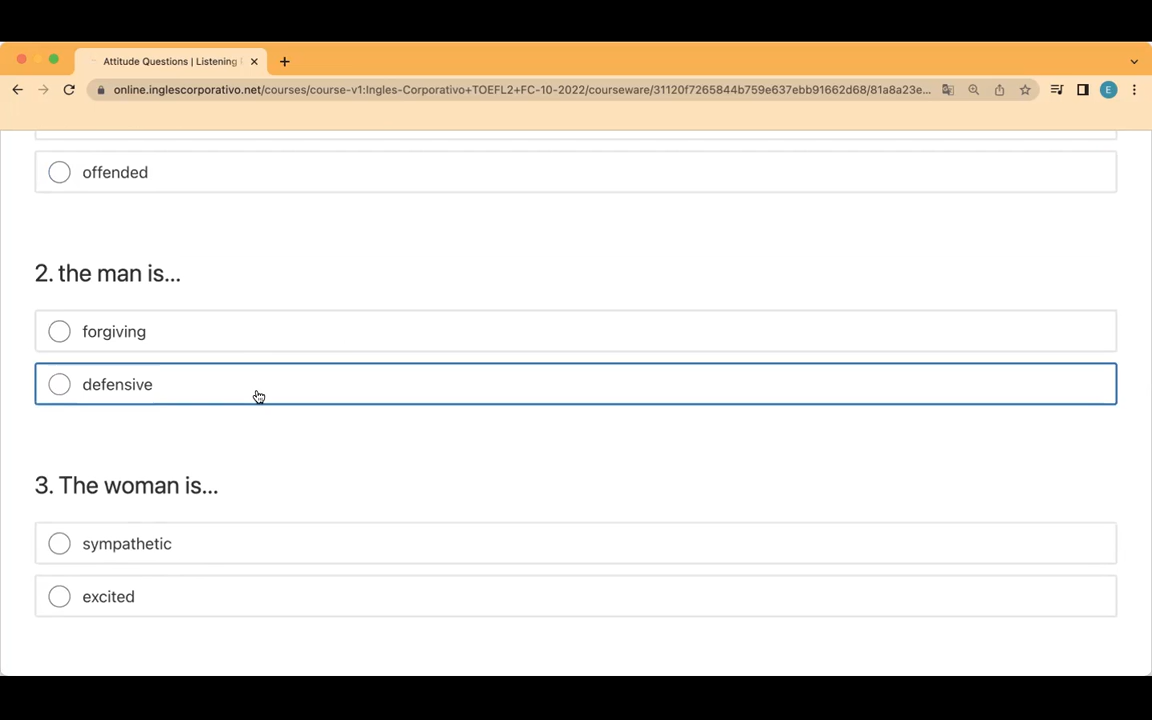 Attitude Questions | Listening
online.inglescorporativo.net/courses/course-v1:Ingles-Corporativo+TOEFL2+FC-10-2022/courseware/31120f7265844b759e637ebb91662d68/81a8a23e...
E
offended
2. the man is...
forgiving
defensive
3. The woman is...
sympathetic
excited